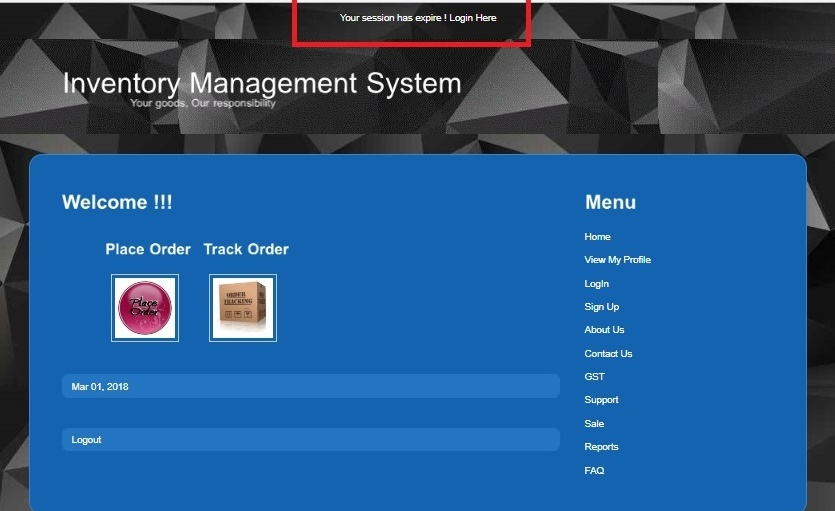 Your session has expire ! Login Here
Inventory Management System
Your goods, Our responsibility
Welcome !!!
Place Order Track Order
Place Order
ORDER TRACKING
Mar 01, 2018
Logout
Menu
Home
View My Profile
LogIn
Sign Up
About Us
Contact Us
GST
Support
Sale
Reports
FAQ